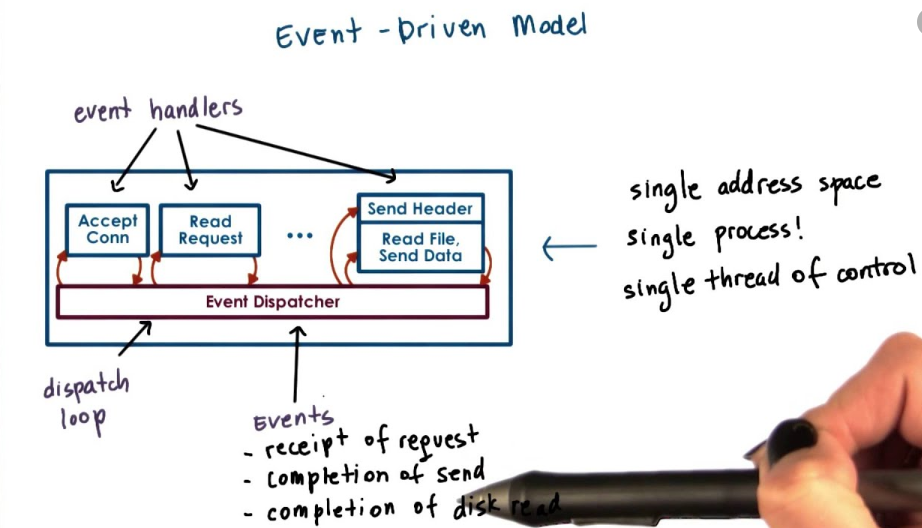 Event-Driven Model
event handlers
Accept
Conn
Read
Request
...
Send Header
Read File,
Send Data
Event Dispatcher
single address space
single process!
single thread of control
dispatch
loop
Events
- receipt of request
- completion of send
- completion of disk read